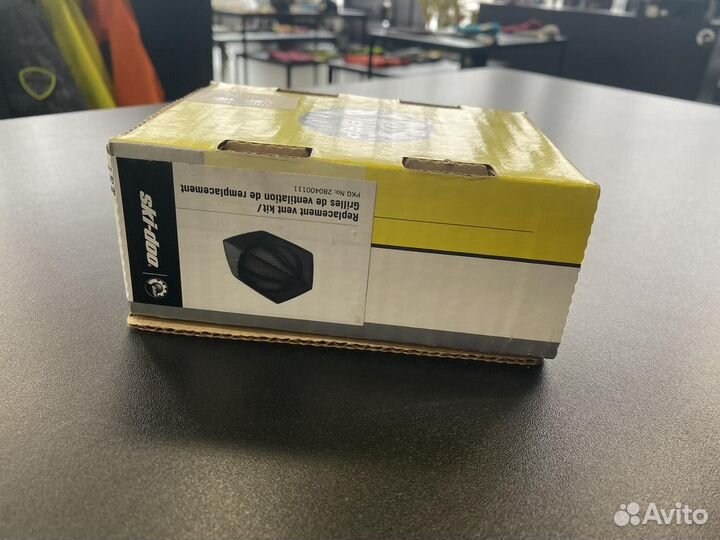 ski-doo.
Replacement vent kit/
Grilles de ventilation de remplacement
PKG No: 280400111
Avito